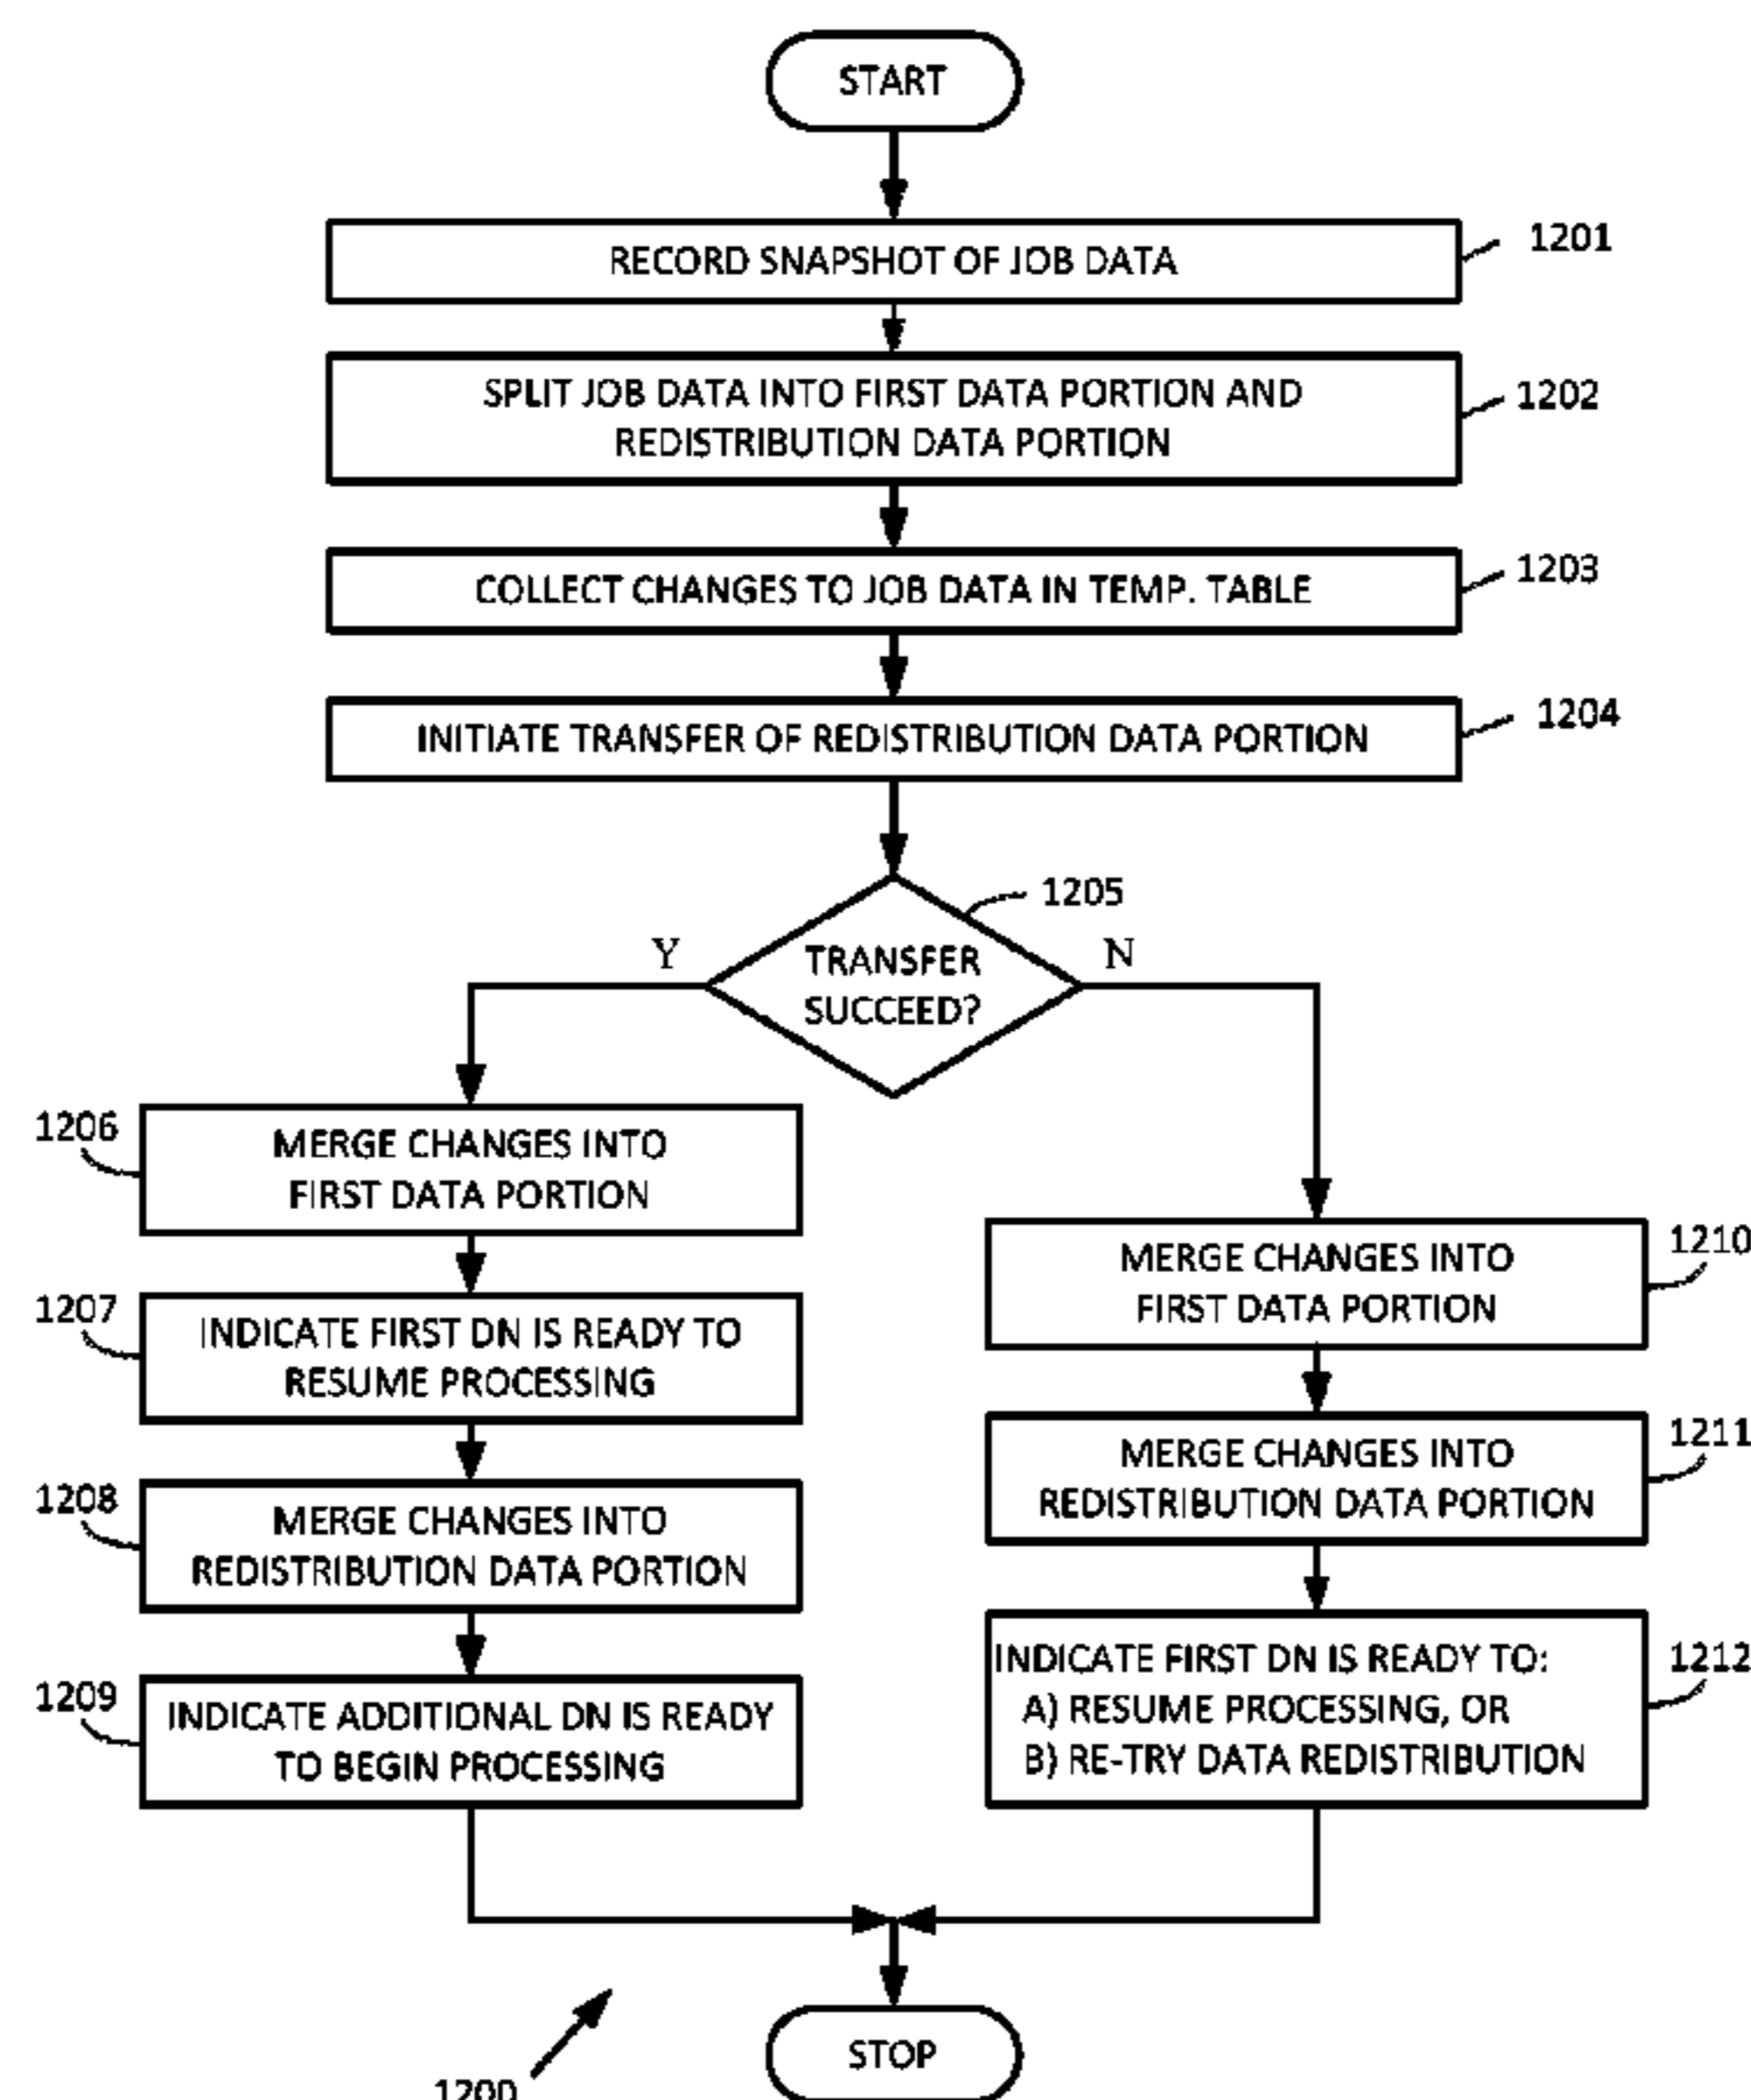 START
RECORD SNAPSHOT OF JOB DATA
1201
SPLIT JOB DATA INTO FIRST DATA PORTION AND
REDISTRIBUTION DATA PORTION
1202
COLLECT CHANGES TO JOB DATA IN TEMP. TABLE
1203
INITIATE TRANSFER OF REDISTRIBUTION DATA PORTION
1204
1205
Y
TRANSFER
SUCCEED?
N
1206
MERGE CHANGES INTO
FIRST DATA PORTION
1207
INDICATE FIRST DN IS READY TO
RESUME PROCESSING
1208
MERGE CHANGES INTO
REDISTRIBUTION DATA PORTION
1209
INDICATE ADDITIONAL DN IS READY
TO BEGIN PROCESSING
1210
MERGE CHANGES INTO
FIRST DATA PORTION
1211
MERGE CHANGES INTO
REDISTRIBUTION DATA PORTION
1212
INDICATE FIRST DN IS READY TO:
A) RESUME PROCESSING, OR
B) RE-TRY DATA REDISTRIBUTION
STOP
1200